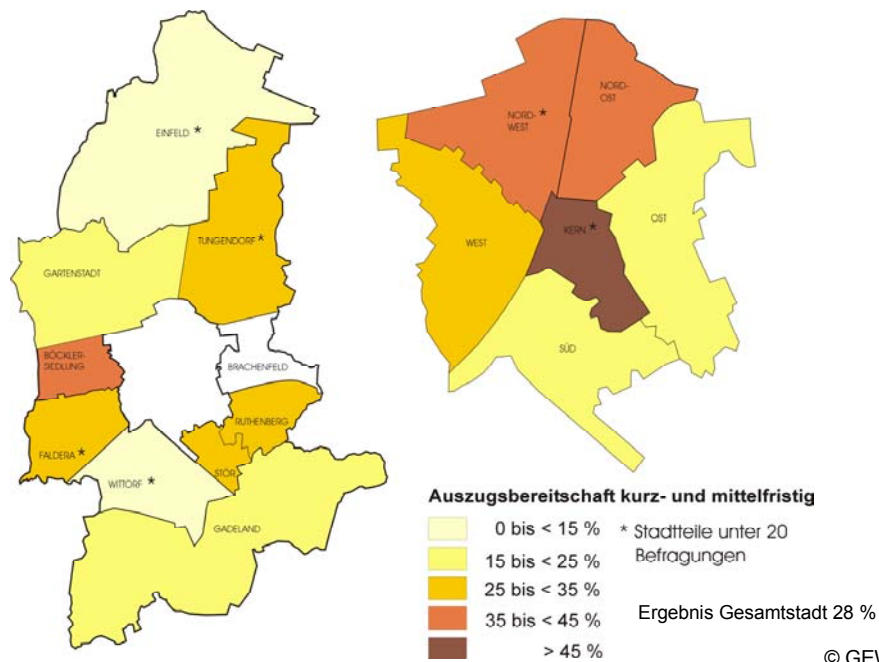 EINFELD *
TUNGENDORF *
GARTENSTADT
BÖCKLER-
SIEDLUNG
BRACHENFELD
RUTHENBERG
FALDERA *
STÖR
WITTORF *
GADELAND
NORD-
OST
NORD-
WEST *
OST
KERN *
WEST
SÜD
Auszugsbereitschaft kurz- und mittelfristig
0 bis < 15 %
15 bis < 25 %
25 bis < 35 %
35 bis < 45 %
> 45 %
* Stadtteile unter 20
Befragungen
Ergebnis Gesamtstadt 28 %